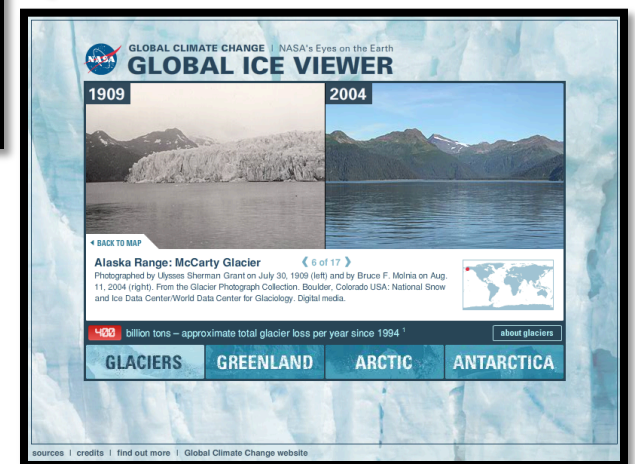 NASA
GLOBAL CLIMATE CHANGE | NASA's Eyes on the Earth
GLOBAL ICE VIEWER
1909
2004
BACK TO MAP
Alaska Range: McCarty Glacier
6 of 17
Photographed by Ulysses Sherman Grant on July 30, 1909 (left) and by Bruce F. Molnia on Aug.
11, 2004 (right). From the Glacier Photograph Collection. Boulder, Colorado USA: National Snow
and Ice Data Center/World Data Center for Glaciology. Digital media.
400 billion tons – approximate total glacier loss per year since 1994 1
about glaciers
GLACIERS
GREENLAND
ARCTIC
ANTARCTICA
sources | credits | find out more | Global Climate Change website